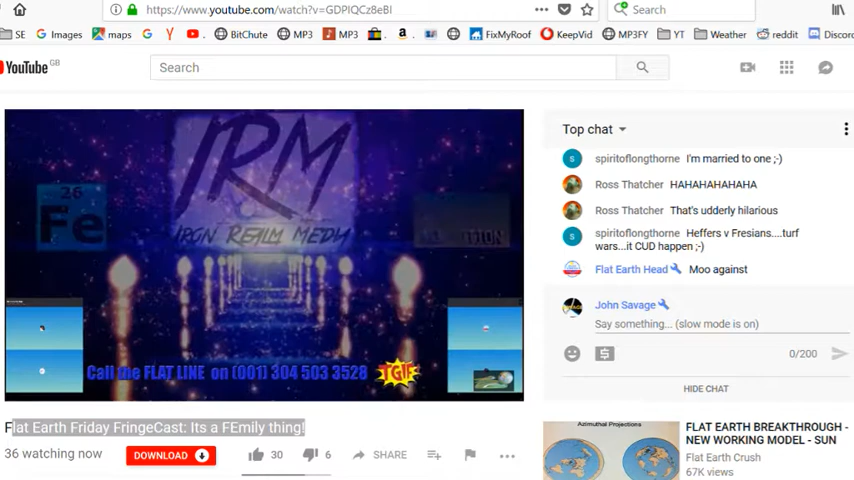 https://www.youtube.com/watch?v=GDPIQCz8eBI
Search
SE Images maps BitChute MP3 MP3 FixMyRoof KeepVid MP3FY YT Weather reddit Discord
YouTube GB
Search
IRM
IRON REALM MEDIA
26
Fe
Call the FLAT LINE on (001) 304 503 3528
TGIF
Top chat
spiritoflongthorne I'm married to one ;-)
Ross Thatcher HAHAHAHAHAHA
Ross Thatcher That's udderly hilarious
spiritoflongthorne Heffers v Fresians....turf
wars...it CUD happen ;-)
Flat Earth Head Moo against
John Savage
Say something... (slow mode is on)
0/200
HIDE CHAT
Flat Earth Friday FringeCast: Its a FEmily thing!
36 watching now
DOWNLOAD
30
6
SHARE
Azimuthal Projections
FLAT EARTH BREAKTHROUGH -
NEW WORKING MODEL - SUN
Flat Earth Crush
67K views